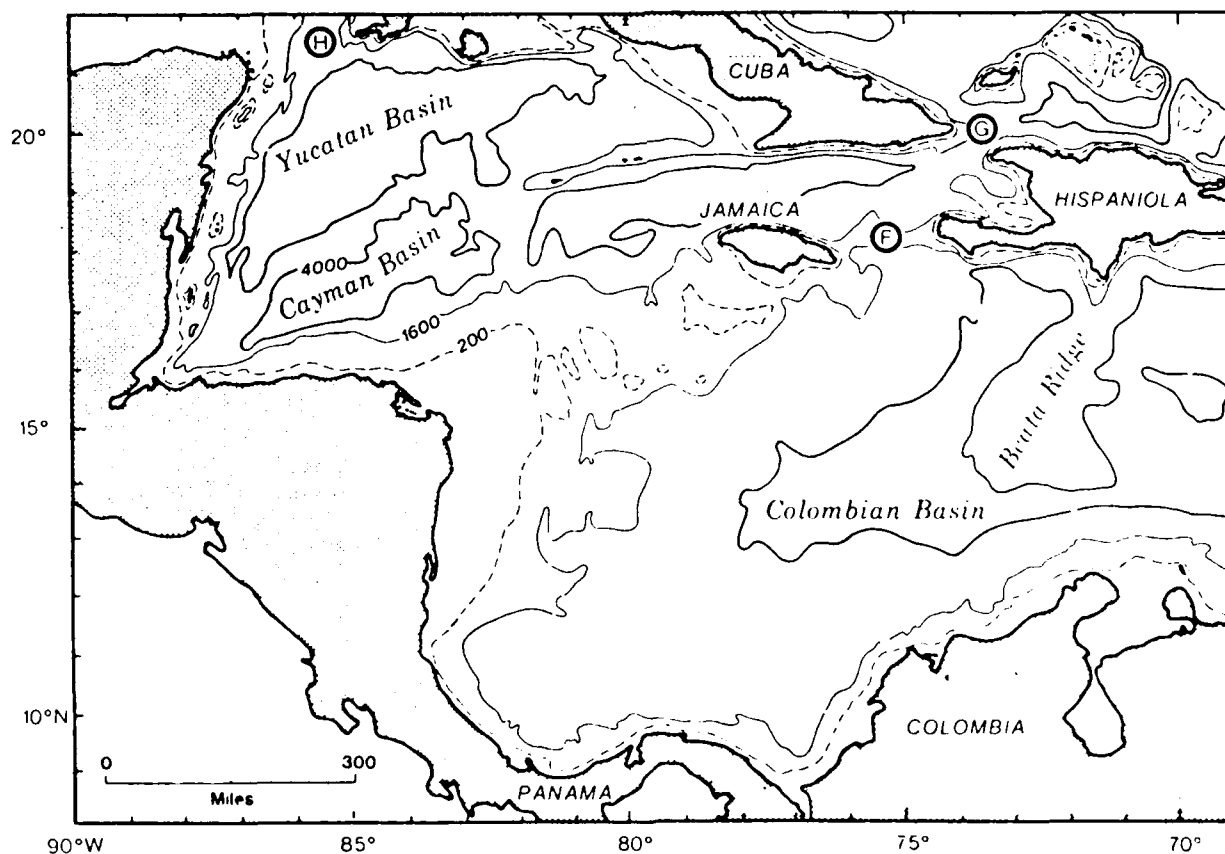 H
CUBA
Yucatan Basin
20°
G
HISPANIOLA
JAMAICA
F
4000
Cayman Basin
1600
200
Beata Ridge
15°
Colombian Basin
10°N
COLOMBIA
0 300
Miles
PANAMA
90°W 85° 80° 75° 70°